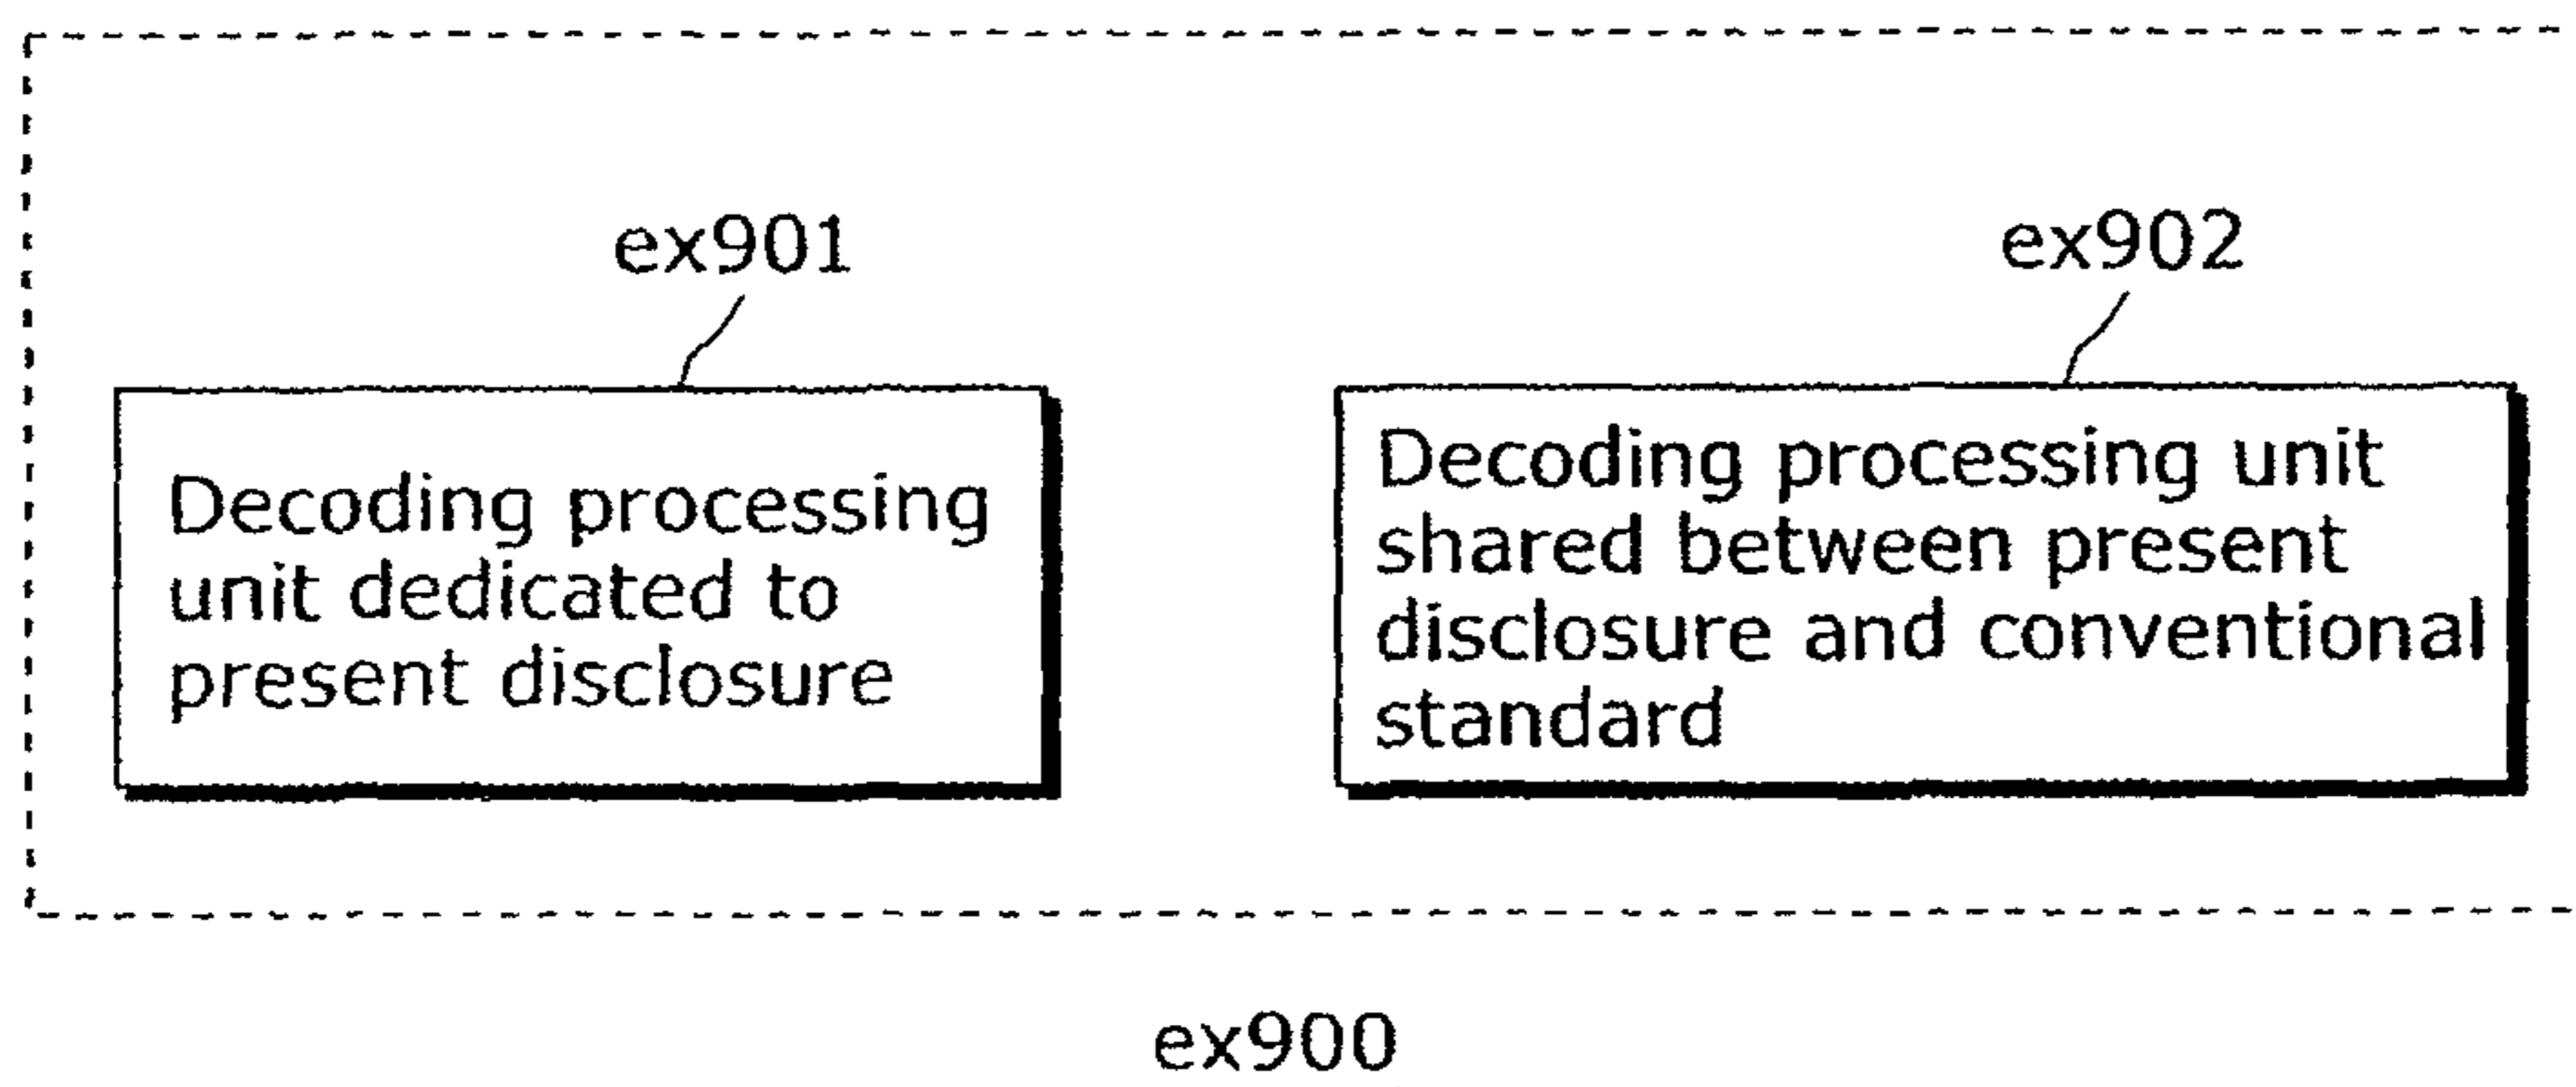 ex901
ex902
Decoding processing
unit dedicated to
present disclosure
Decoding processing unit
shared between present
disclosure and conventional
standard
ex900